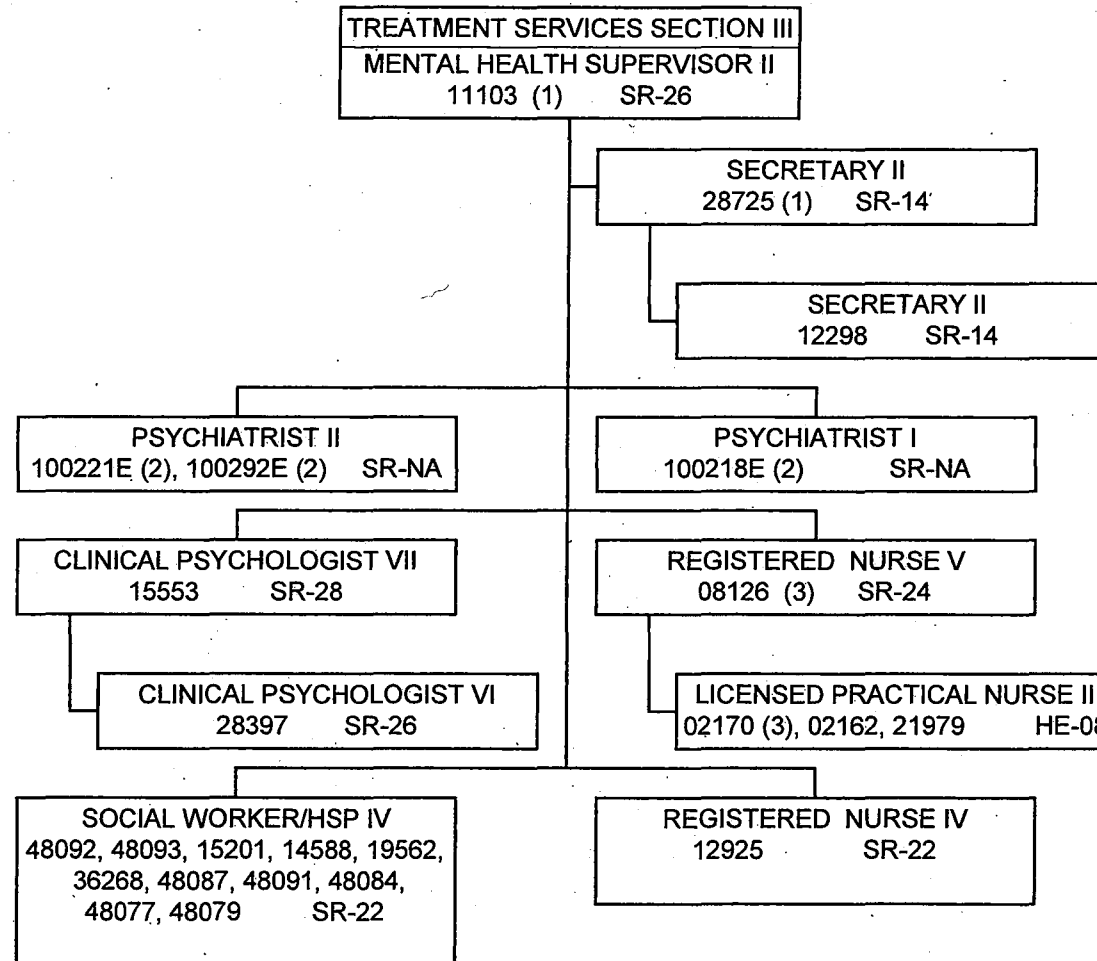 TREATMENT SERVICES SECTION III
MENTAL HEALTH SUPERVISOR II
11103 (1) SR-26
SECRETARY II
28725 (1) SR-14
SECRETARY II
12298 SR-14
PSYCHIATRIST II
100221E (2), 100292E (2) SR-NA
PSYCHIATRIST I
100218E (2) SR-NA
CLINICAL PSYCHOLOGIST VII
15553 SR-28
REGISTERED NURSE V
08126 (3) SR-24
CLINICAL PSYCHOLOGIST VI
28397 SR-26
LICENSED PRACTICAL NURSE II
02170 (3), 02162, 21979 HE-08
SOCIAL WORKER/HSP IV
48092, 48093, 15201, 14588, 19562,
36268, 48087, 48091, 48084,
48077, 48079 SR-22
REGISTERED NURSE IV
12925 SR-22